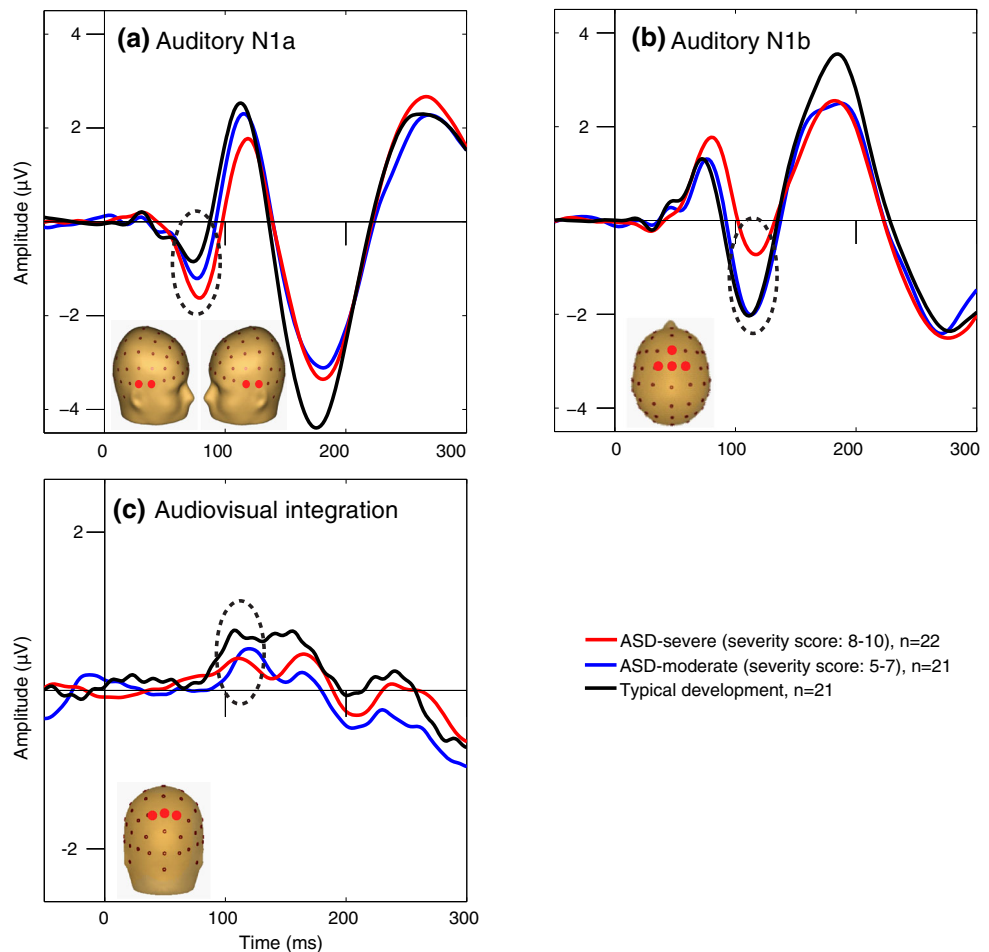 (a) Auditory N1a
4
2
−2
−4
Amplitude (µV)
0 100 200 300
(b) Auditory N1b
4
2
0
−2
−4
0 100 200 300
(c) Audiovisual integration
2
-2
Amplitude (µV)
0 100 200 300
Time (ms)
ASD-severe (severity score: 8-10), n=22
ASD-moderate (severity score: 5-7), n=21
Typical development, n=21